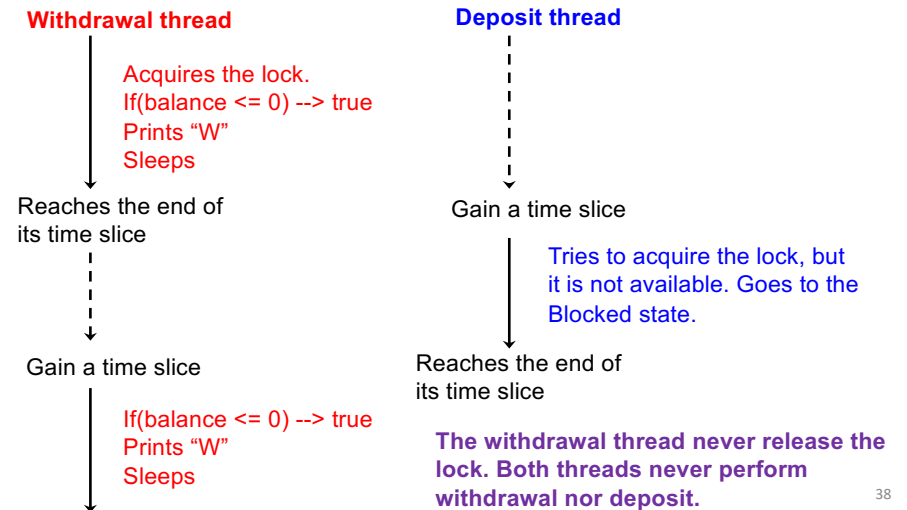 Withdrawal thread
Acquires the lock.
If(balance <= 0) --> true
Prints “W”
Sleeps
Reaches the end of
its time slice
Gain a time slice
If(balance <= 0) --> true
Prints “W”
Sleeps
Deposit thread
Gain a time slice
Tries to acquire the lock, but
it is not available. Goes to the
Blocked state.
Reaches the end of
its time slice
The withdrawal thread never release the
lock. Both threads never perform
withdrawal nor deposit.
38